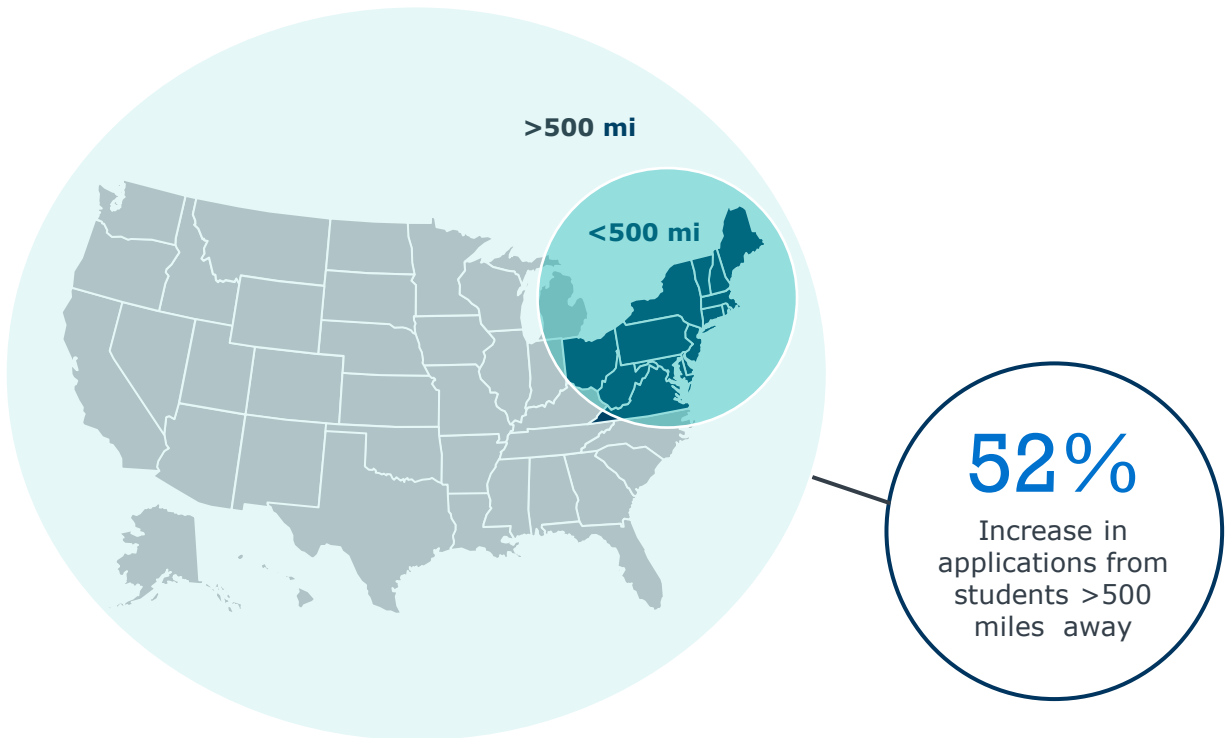 >500 mi
<500 mi
52%
Increase in
applications from
students >500
miles away